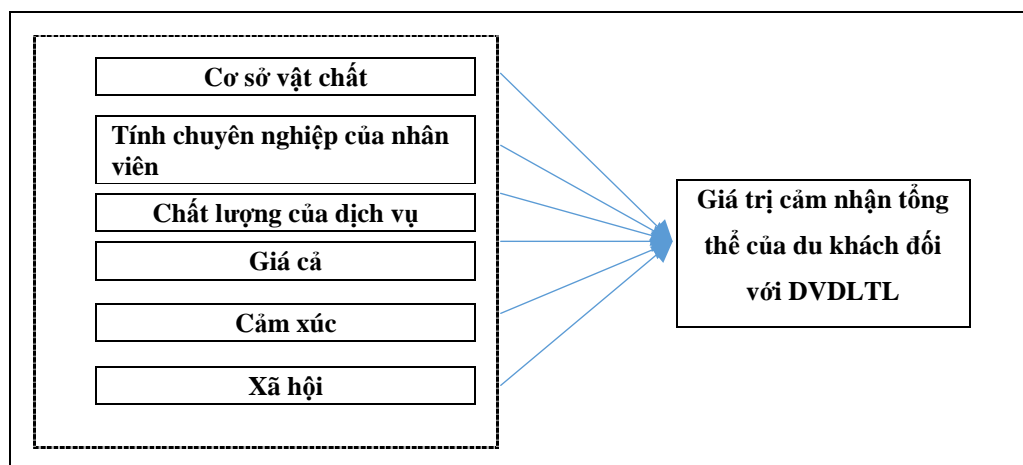 Cơ sở vật chất
Tính chuyên nghiệp của nhân
viên
Chất lượng của dịch vụ
Giá cả
Cảm xúc
Xã hội
Giá trị cảm nhận tổng
thể của du khách đối
với DVDLTL